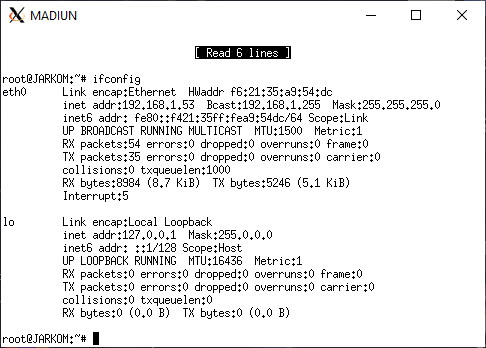 MADIUN
[ Read 6 lines ]
root@JARKOM:~# ifconfig
eth0      Link encap:Ethernet  HWaddr f6:21:35:a9:54:dc
          inet addr:192.168.1.53  Bcast:192.168.1.255  Mask:255.255.255.0
          inet6 addr: fe80::f421:35ff:fea9:54dc/64 Scope:Link
          UP BROADCAST RUNNING MULTICAST  MTU:1500  Metric:1
          RX packets:54 errors:0 dropped:0 overruns:0 frame:0
          TX packets:35 errors:0 dropped:0 overruns:0 carrier:0
          collisions:0 txqueuelen:1000
          RX bytes:8984 (8.7 KiB)  TX bytes:5246 (5.1 KiB)
          Interrupt:5
lo        Link encap:Local Loopback
          inet addr:127.0.0.1  Mask:255.0.0.0
          inet6 addr: ::1/128 Scope:Host
          UP LOOPBACK RUNNING  MTU:16436  Metric:1
          RX packets:0 errors:0 dropped:0 overruns:0 frame:0
          TX packets:0 errors:0 dropped:0 overruns:0 carrier:0
          collisions:0 txqueuelen:0
          RX bytes:0 (0.0 B)  TX bytes:0 (0.0 B)
root@JARKOM:~#